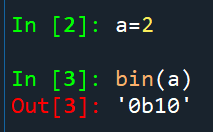 In [2]: a=2
In [3]: bin(a)
Out[3]: '0b10'